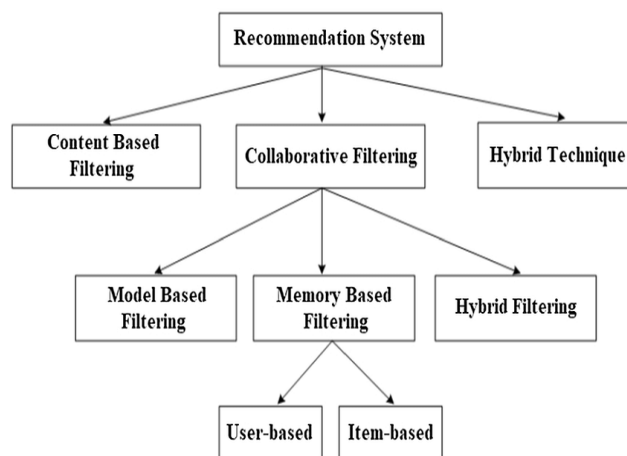 Recommendation System
Content Based
Filtering
Collaborative Filtering
Hybrid Technique
Model Based
Filtering
Memory Based
Filtering
Hybrid Filtering
User-based
Item-based